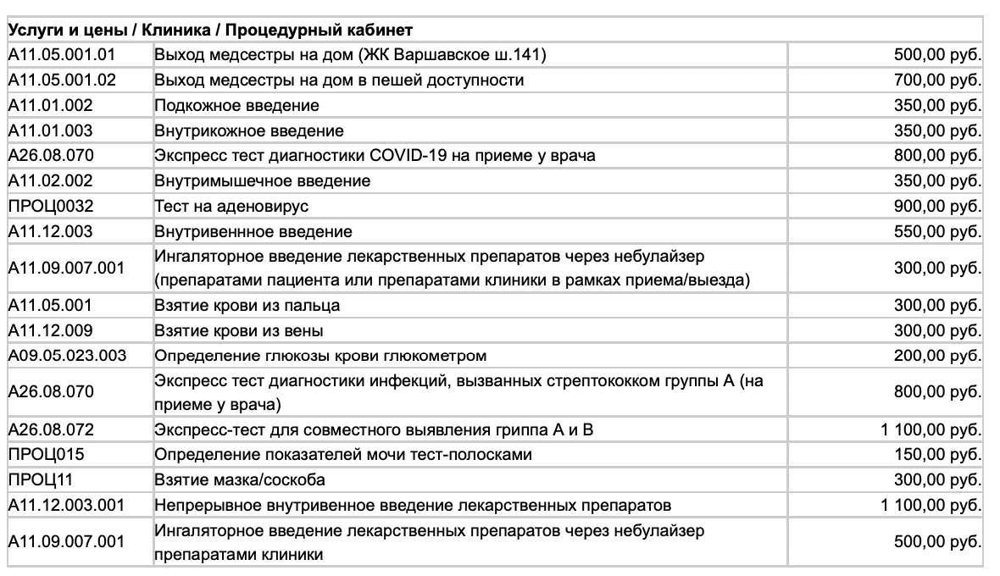 Услуги и цены / Клиника / Процедурный кабинет
A11.05.001.01 Выход медсестры на дом (ЖК Варшавское ш.141) 500,00 руб.
A11.05.001.02 Выход медсестры на дом в пешей доступности 700,00 руб.
A11.01.002 Подкожное введение 350,00 руб.
A11.01.003 Внутрикожное введение 350,00 руб.
A26.08.070 Экспресс тест диагностики COVID-19 на приеме у врача 800,00 руб.
A11.02.002 Внутримышечное введение 350,00 руб.
ПРОЦ0032 Тест на аденовирус 900,00 руб.
A11.12.003 Внутривеннное введение 550,00 руб.
A11.09.007.001 Ингаляторное введение лекарственных препаратов через небулайзер
(препаратами пациента или препаратами клиники в рамках приема/выезда) 300,00 руб.
A11.05.001 Взятие крови из пальца 300,00 руб.
A11.12.009 Взятие крови из вены 300,00 руб.
A09.05.023.003 Определение глюкозы крови глюкометром 200,00 руб.
A26.08.070 Экспресс тест диагностики инфекций, вызванных стрептококком группы А (на
приеме у врача) 800,00 руб.
A26.08.072 Экспресс-тест для совместного выявления гриппа А и В 1 100,00 руб.
ПРОЦ015 Определение показателей мочи тест-полосками 150,00 руб.
ПРОЦ11 Взятие мазка/соскоба 300,00 руб.
A11.12.003.001 Непрерывное внутривенное введение лекарственных препаратов 1 100,00 руб.
A11.09.007.001 Ингаляторное введение лекарственных препаратов через небулайзер
препаратами клиники 500,00 руб.